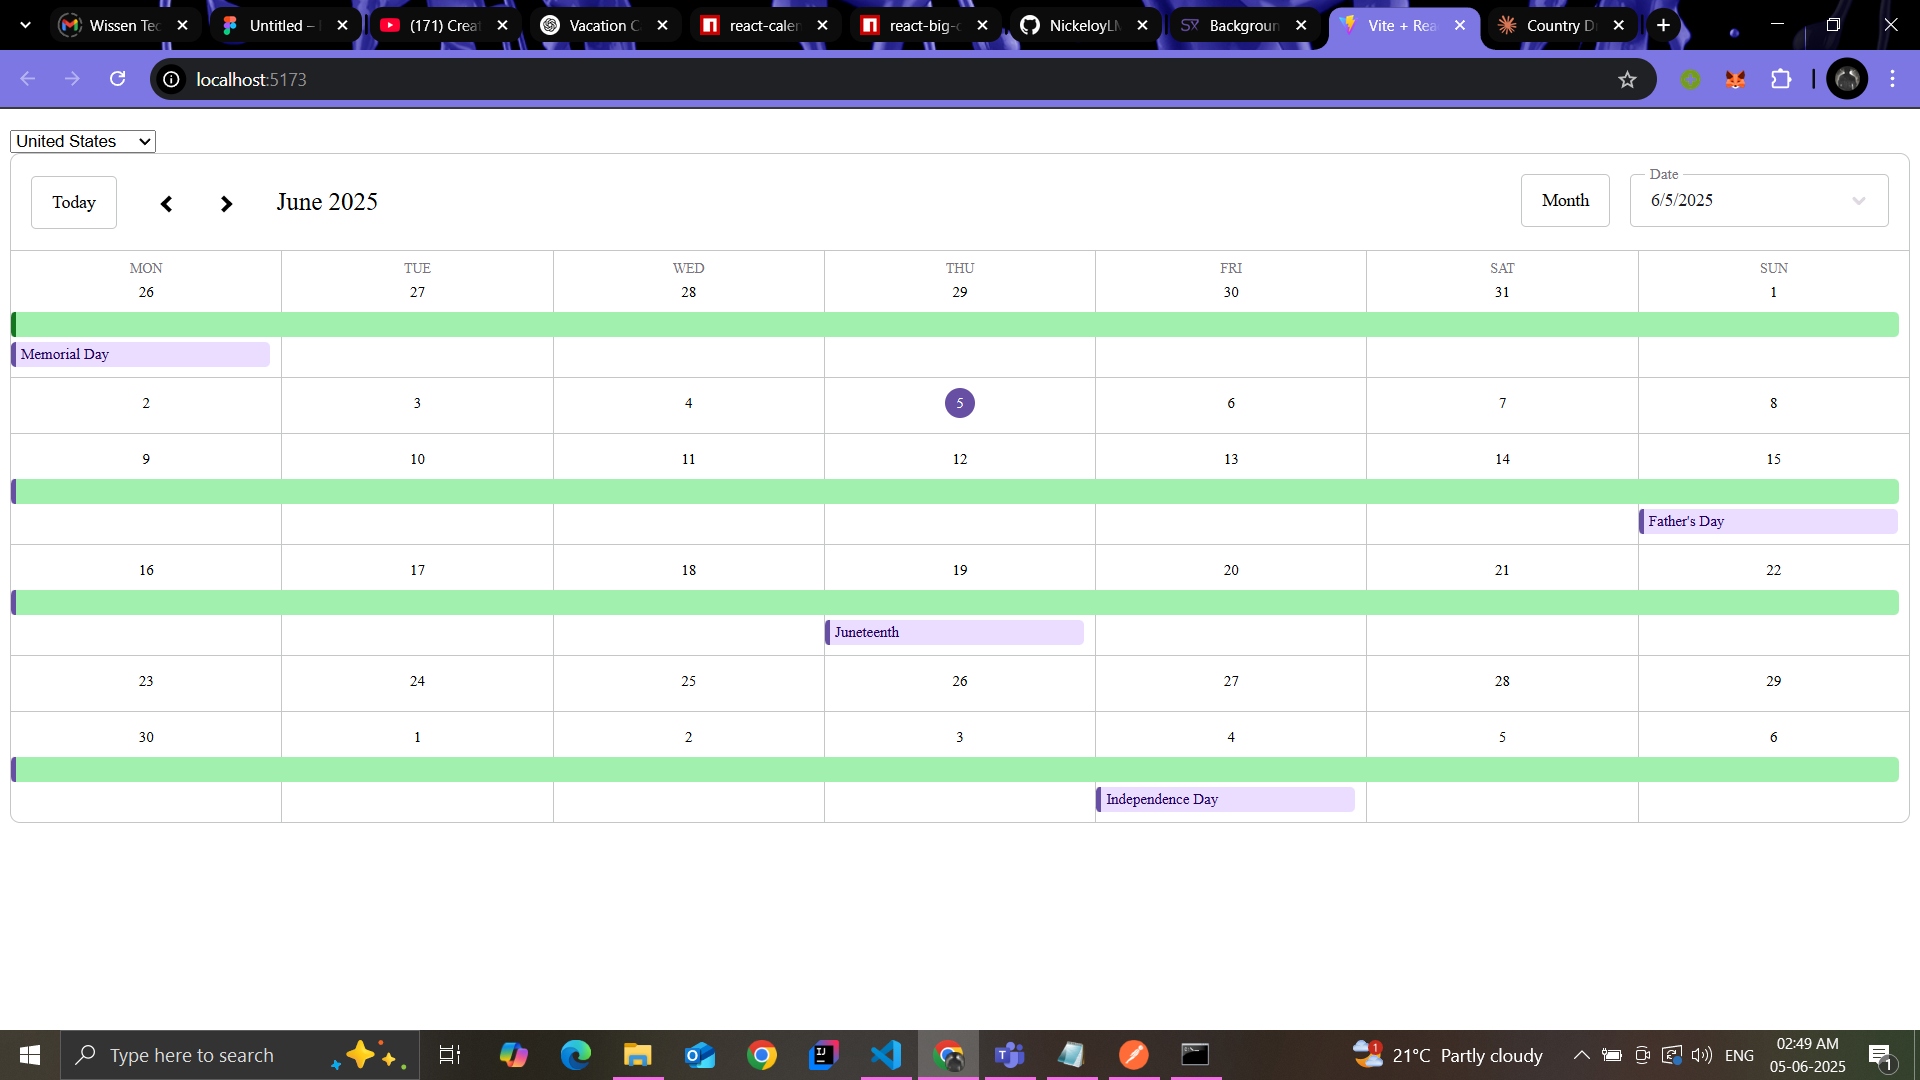 Wissen Tec
Untitled –
(171) Creat
Vacation C
react-calen
react-big-c
NickeloyLM
Backgroun
Vite + Rea
Country D
localhost:5173
United States
Today
June 2025
Month
Date
6/5/2025
MON TUE WED THU FRI SAT SUN
26 27 28 29 30 31 1
Memorial Day
2 3 4 5 6 7 8
9 10 11 12 13 14 15
Father's Day
16 17 18 19 20 21 22
Juneteenth
23 24 25 26 27 28 29
30 1 2 3 4 5 6
Independence Day
Type here to search
1
21°C Partly cloudy
ENG
02:49 AM
05-06-2025
1